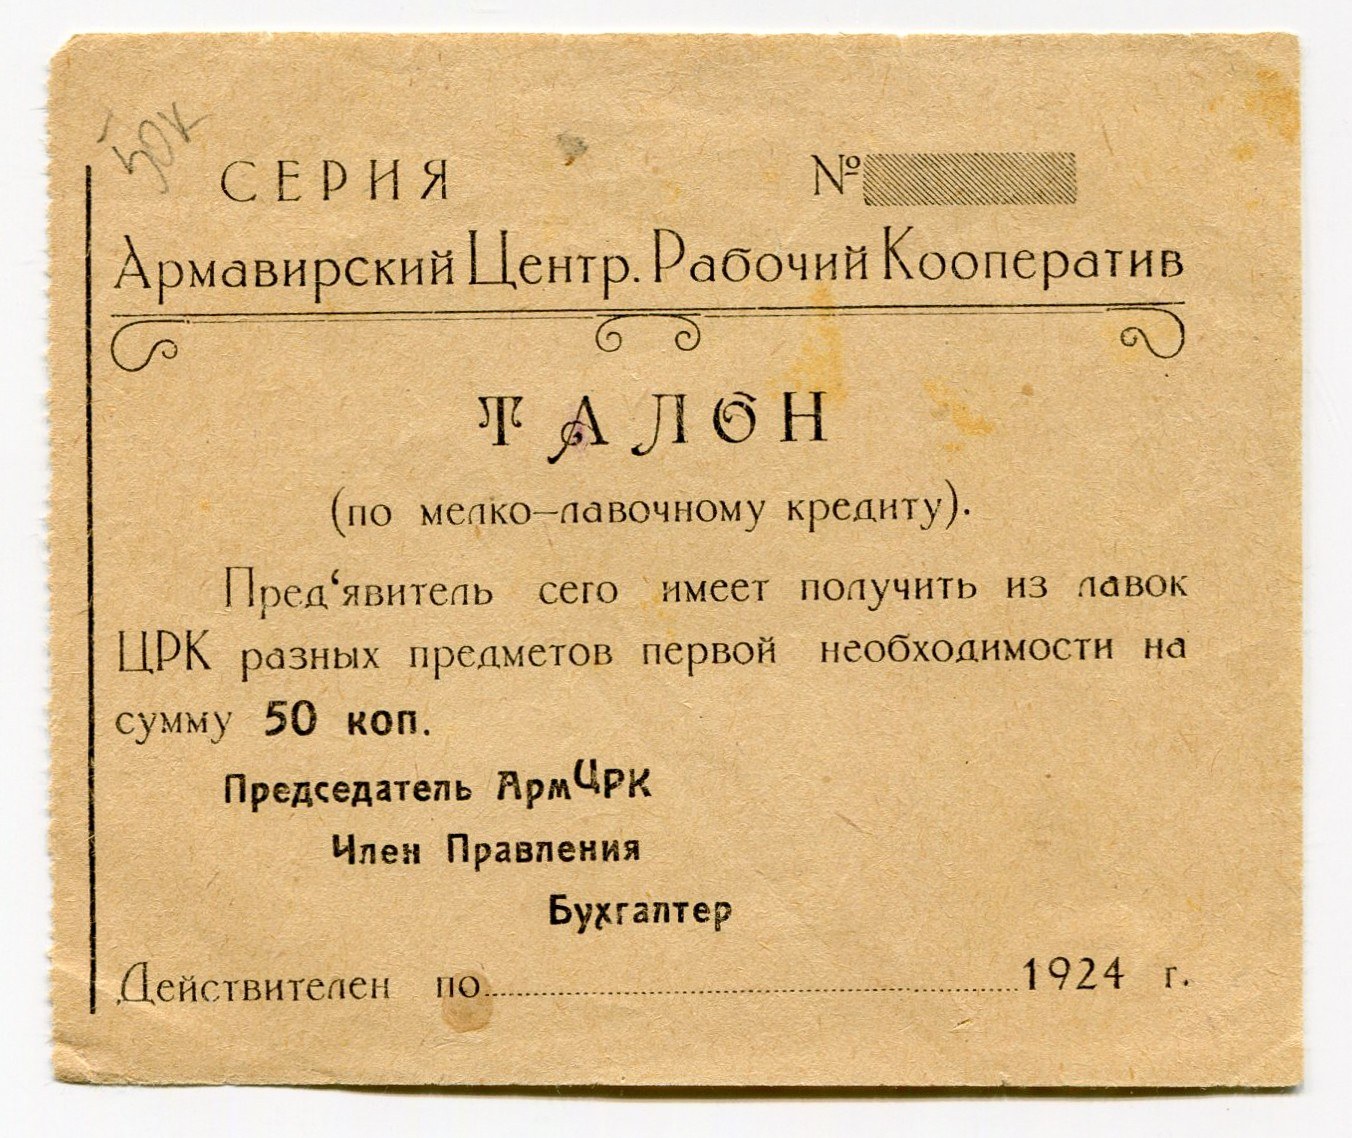 50к
СЕРИЯ №
Армавирский Центр. Рабочий Кооператив
ТАЛОН
(по мелко-лавочному кредиту).
Пред‘явитель сего имеет получить из лавок
ЦРК разных предметов первой необходимости на
сумму 50 коп.
Председатель АрмЦРК
Член Правления
Бухгалтер
Действителен по........................1924 г.